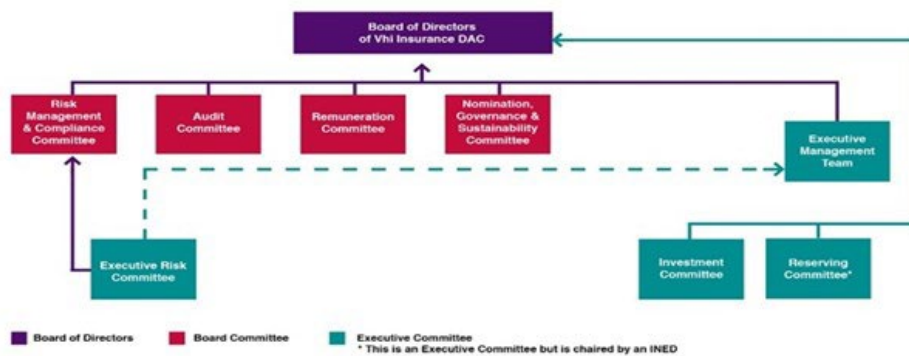 Board of Directors
of Vhi Insurance DAC
Risk
Management
& Compliance
Committee
Audit
Committee
Remuneration
Committee
Nomination,
Governance &
Sustainability
Committee
Executive
Management
Team
Executive Risk
Committee
Investment
Committee
Reserving
Committee*
Board of Directors
Board Committee
Executive Committee
* This is an Executive Committee but is chaired by an INED